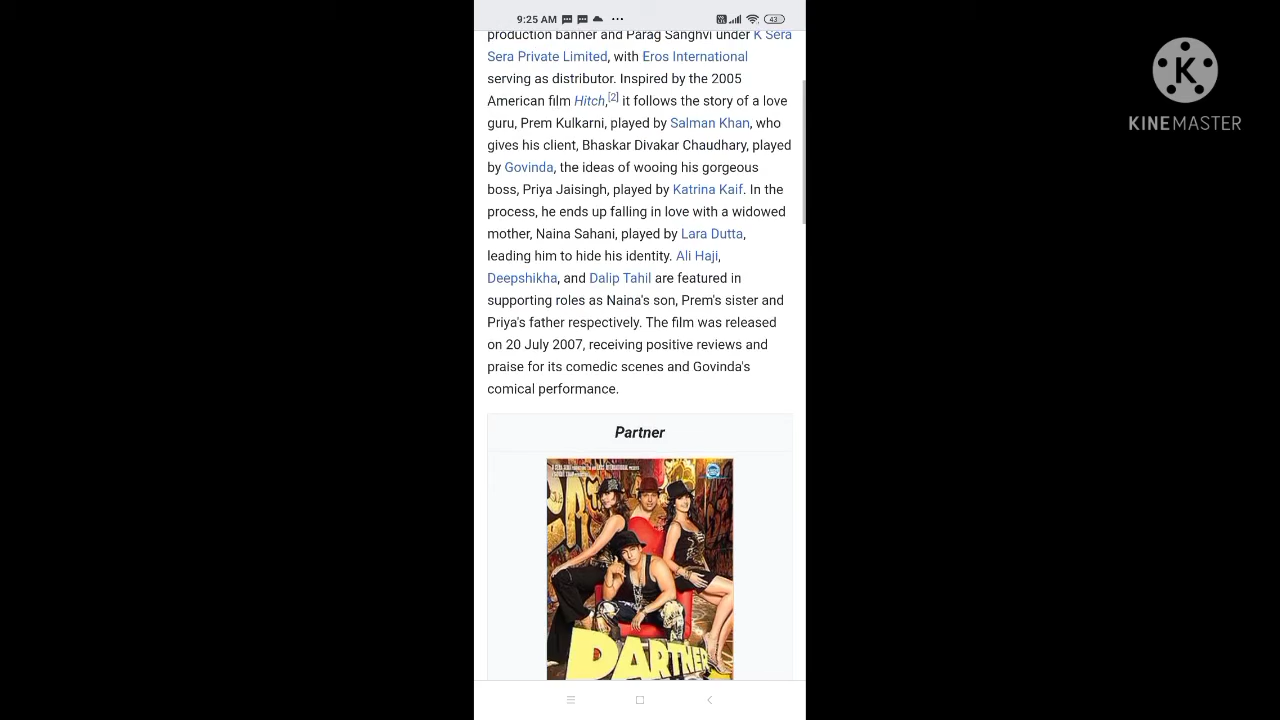 9:25 AM
43
production banner and Parag Sanghvi under K Sera
Sera Private Limited, with Eros International
serving as distributor. Inspired by the 2005
American film Hitch,[2] it follows the story of a love
guru, Prem Kulkarni, played by Salman Khan, who
gives his client, Bhaskar Divakar Chaudhary, played
by Govinda, the ideas of wooing his gorgeous
boss, Priya Jaisingh, played by Katrina Kaif. In the
process, he ends up falling in love with a widowed
mother, Naina Sahani, played by Lara Dutta,
leading him to hide his identity. Ali Haji,
Deepshikha, and Dalip Tahil are featured in
supporting roles as Naina's son, Prem's sister and
Priya's father respectively. The film was released
on 20 July 2007, receiving positive reviews and
praise for its comedic scenes and Govinda's
comical performance.
Partner
PARTNER
K
KINEMASTER